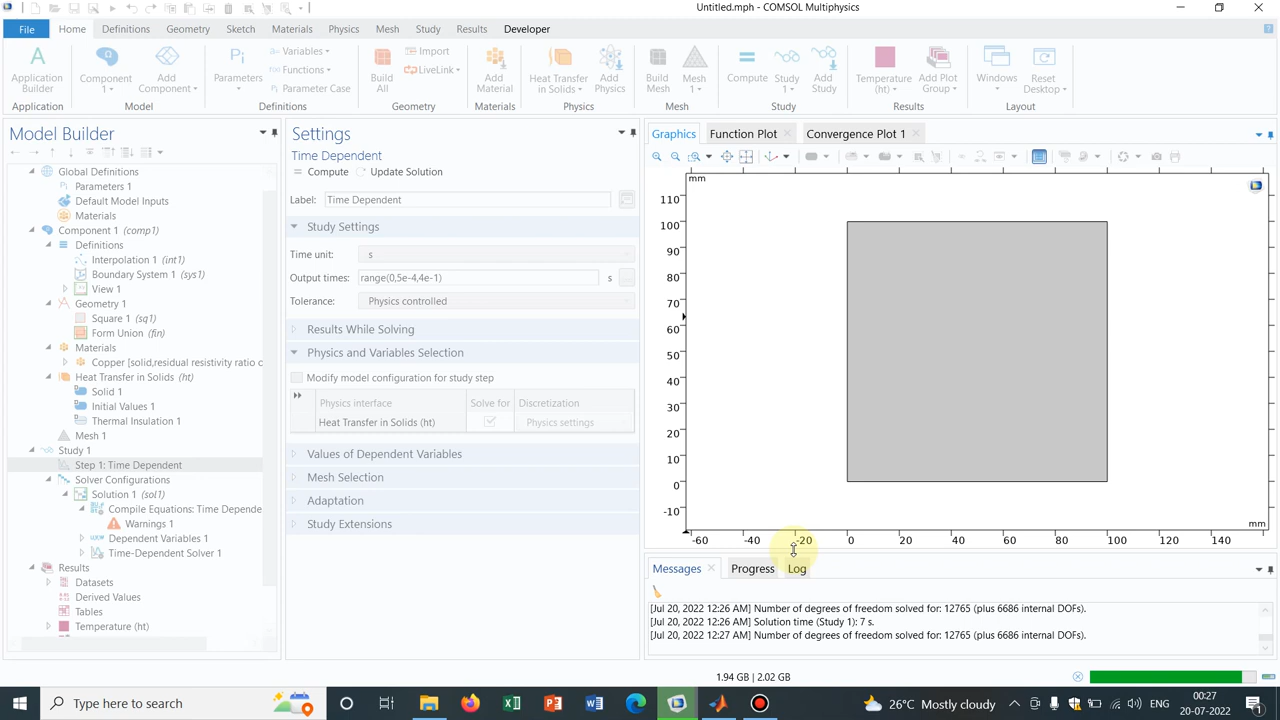 Untitled.mph - COMSOL Multiphysics
File Home Definitions Geometry Sketch Materials Physics Mesh Study Results Developer
Application Builder
Component 1
Add Component
Parameters
Variables
Functions
Parameter Case
Build All
Import
LiveLink
Add Material
Heat Transfer in Solids
Add Physics
Build Mesh
Mesh 1
Compute
Study 1
Add Study
Temperature (ht)
Add Plot Group
Windows
Reset Desktop
Application Model Definitions Geometry Materials Physics Mesh Study Results Layout
Model Builder
Global Definitions
Parameters 1
Default Model Inputs
Materials
Component 1 (comp1)
Definitions
Interpolation 1 (int1)
Boundary System 1 (sys1)
View 1
Geometry 1
Square 1 (sq1)
Form Union (fin)
Materials
Copper [solid,residual resistivity ratio o
Heat Transfer in Solids (ht)
Solid 1
Initial Values 1
Thermal Insulation 1
Mesh 1
Study 1
Step 1: Time Dependent
Solver Configurations
Solution 1 (sol1)
Compile Equations: Time Depende
Warnings 1
Dependent Variables 1
Time-Dependent Solver 1
Results
Datasets
Derived Values
Tables
Temperature (ht)
Settings
Time Dependent
Compute Update Solution
Label: Time Dependent
Study Settings
Time unit: s
Output times: range(0,5e-4,4e-1) s
Tolerance: Physics controlled
Results While Solving
Physics and Variables Selection
Modify model configuration for study step
Physics interface Solve for Discretization
Heat Transfer in Solids (ht) Physics settings
Values of Dependent Variables
Mesh Selection
Adaptation
Study Extensions
Graphics Function Plot Convergence Plot 1
mm
110
100
90
80
70
60
50
40
30
20
10
0
-10
mm
-60 -40 -20 0 20 40 60 80 100 120 140
Messages Progress Log
[Jul 20, 2022 12:26 AM] Number of degrees of freedom solved for: 12765 (plus 6686 internal DOFs).
[Jul 20, 2022 12:26 AM] Solution time (Study 1): 7 s.
[Jul 20, 2022 12:27 AM] Number of degrees of freedom solved for: 12765 (plus 6686 internal DOFs).
1.94 GB | 2.02 GB
Type here to search
26°C Mostly cloudy
ENG
00:27
20-07-2022
1